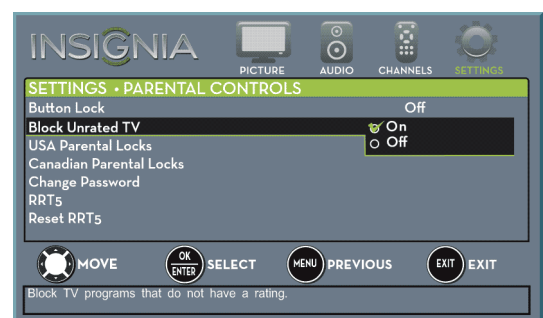 INSIGNIA
PICTURE AUDIO CHANNELS SETTINGS
SETTINGS • PARENTAL CONTROLS
Button Lock Off
Block Unrated TV On
Off
USA Parental Locks
Canadian Parental Locks
Change Password
RRT5
Reset RRT5
MOVE OK ENTER SELECT MENU PREVIOUS EXIT EXIT
Block TV programs that do not have a rating.